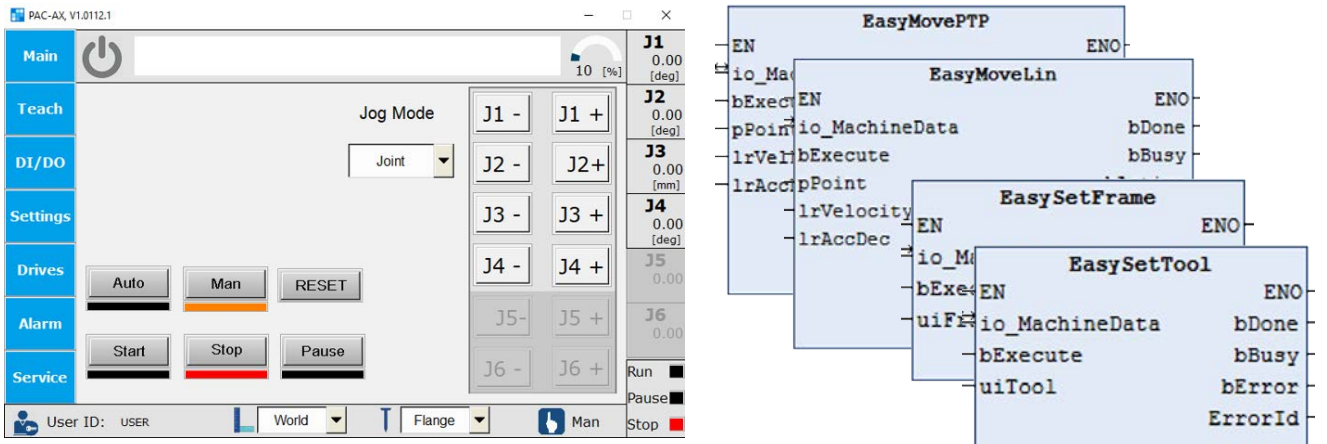 PAC-AX, V1.0112.1
Main
10 [%]
J1
0.00
[deg]
Teach
Jog Mode
J1 -
J1 +
J2
0.00
[deg]
DI/DO
Joint
J2 -
J2+
J3
0.00
[mm]
Settings
J3 -
J3 +
J4
0.00
[deg]
Drives
Auto
Man
RESET
J4 -
J4 +
J5
0.00
Alarm
J5-
J5 +
J6
0.00
Start
Stop
Pause
Service
J6 -
J6 +
Run
Pause
User ID: USER
World
Flange
Man
Stop
EasyMovePTP
EN
ENO
EasyMoveLin
EN
ENO
io_MachineData
bDone
bExecute
bBusy
pPoint
lrVelocity
lrAccDec
EasySetFrame
EN
ENO
EasySetTool
EN
ENO
io_MachineData
bDone
bExecute
bBusy
uiTool
bError
ErrorId